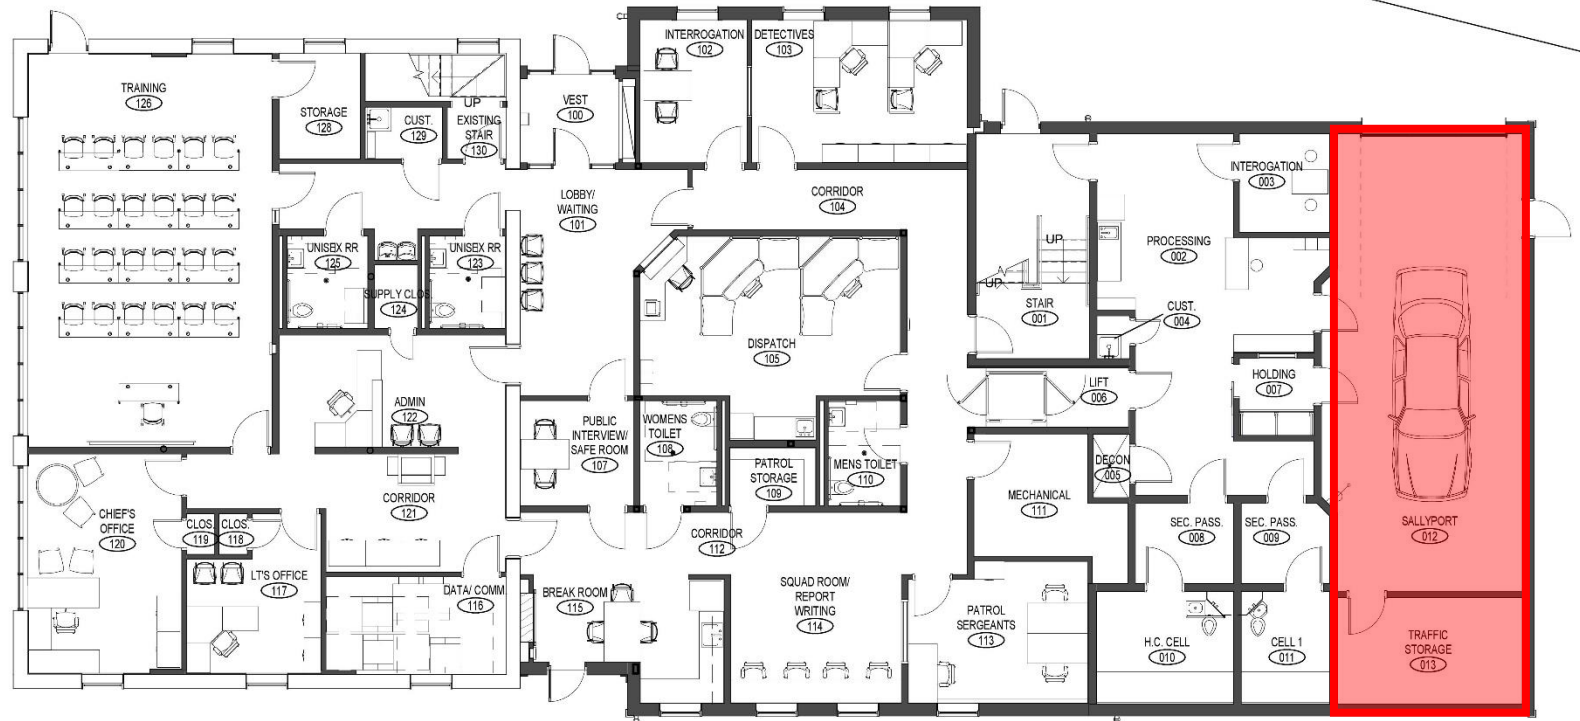 TRAINING
126
STORAGE
128
CUST.
129
UP
EXISTING
STAIR
130
VEST
100
INTERROGATION
102
DETECTIVES
103
LOBBY/
WAITING
101
CORRIDOR
104
UNISEX RR
125
SUPPLY CLOS.
124
UNISEX RR
123
DISPATCH
105
UP
UP
STAIR
001
PROCESSING
002
INTEROGATION
003
CUST.
004
HOLDING
007
LIFT
006
ADMIN
122
PUBLIC
INTERVIEW/
SAFE ROOM
107
WOMENS
TOILET
108
PATROL
STORAGE
109
MENS TOILET
110
DECON
005
MECHANICAL
111
CHIEF'S
OFFICE
120
CLOS.
119
CLOS.
118
CORRIDOR
121
CORRIDOR
112
SEC. PASS.
008
SEC. PASS.
009
SALLYPORT
012
LT'S OFFICE
117
DATA/ COMM.
116
BREAK ROOM
115
SQUAD ROOM/
REPORT
WRITING
114
PATROL
SERGEANTS
113
H.C. CELL
010
CELL 1
011
TRAFFIC
STORAGE
013